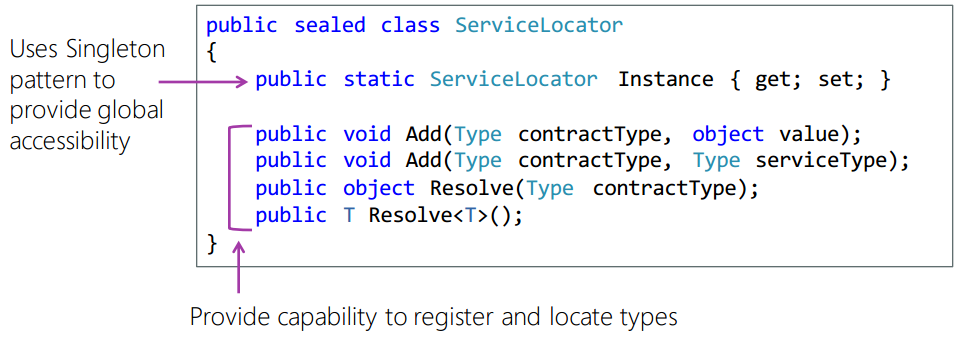 public sealed class ServiceLocator
{
Uses Singleton
pattern to
provide global
accessibility
public static ServiceLocator Instance { get; set; }
public void Add(Type contractType, object value);
public void Add(Type contractType, Type serviceType);
public object Resolve(Type contractType);
public T Resolve<T>();
}
Provide capability to register and locate types